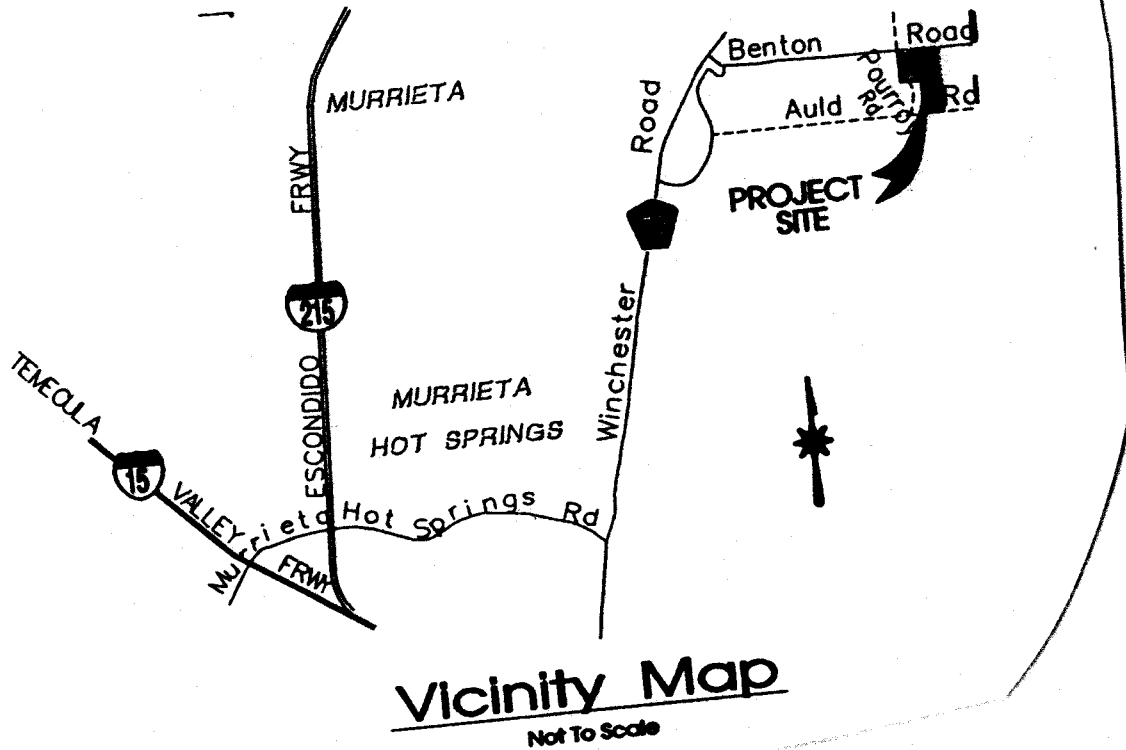 Benton Road
Pourroy Rd
Auld Rd
MURRIETA
Winchester Road
PROJECT
SITE
215
ESCONDIDO FRWY
MURRIETA
HOT SPRINGS
15
TEMECULA VALLEY FRWY
Murrieta Hot Springs Rd
Vicinity Map
Not To Scale